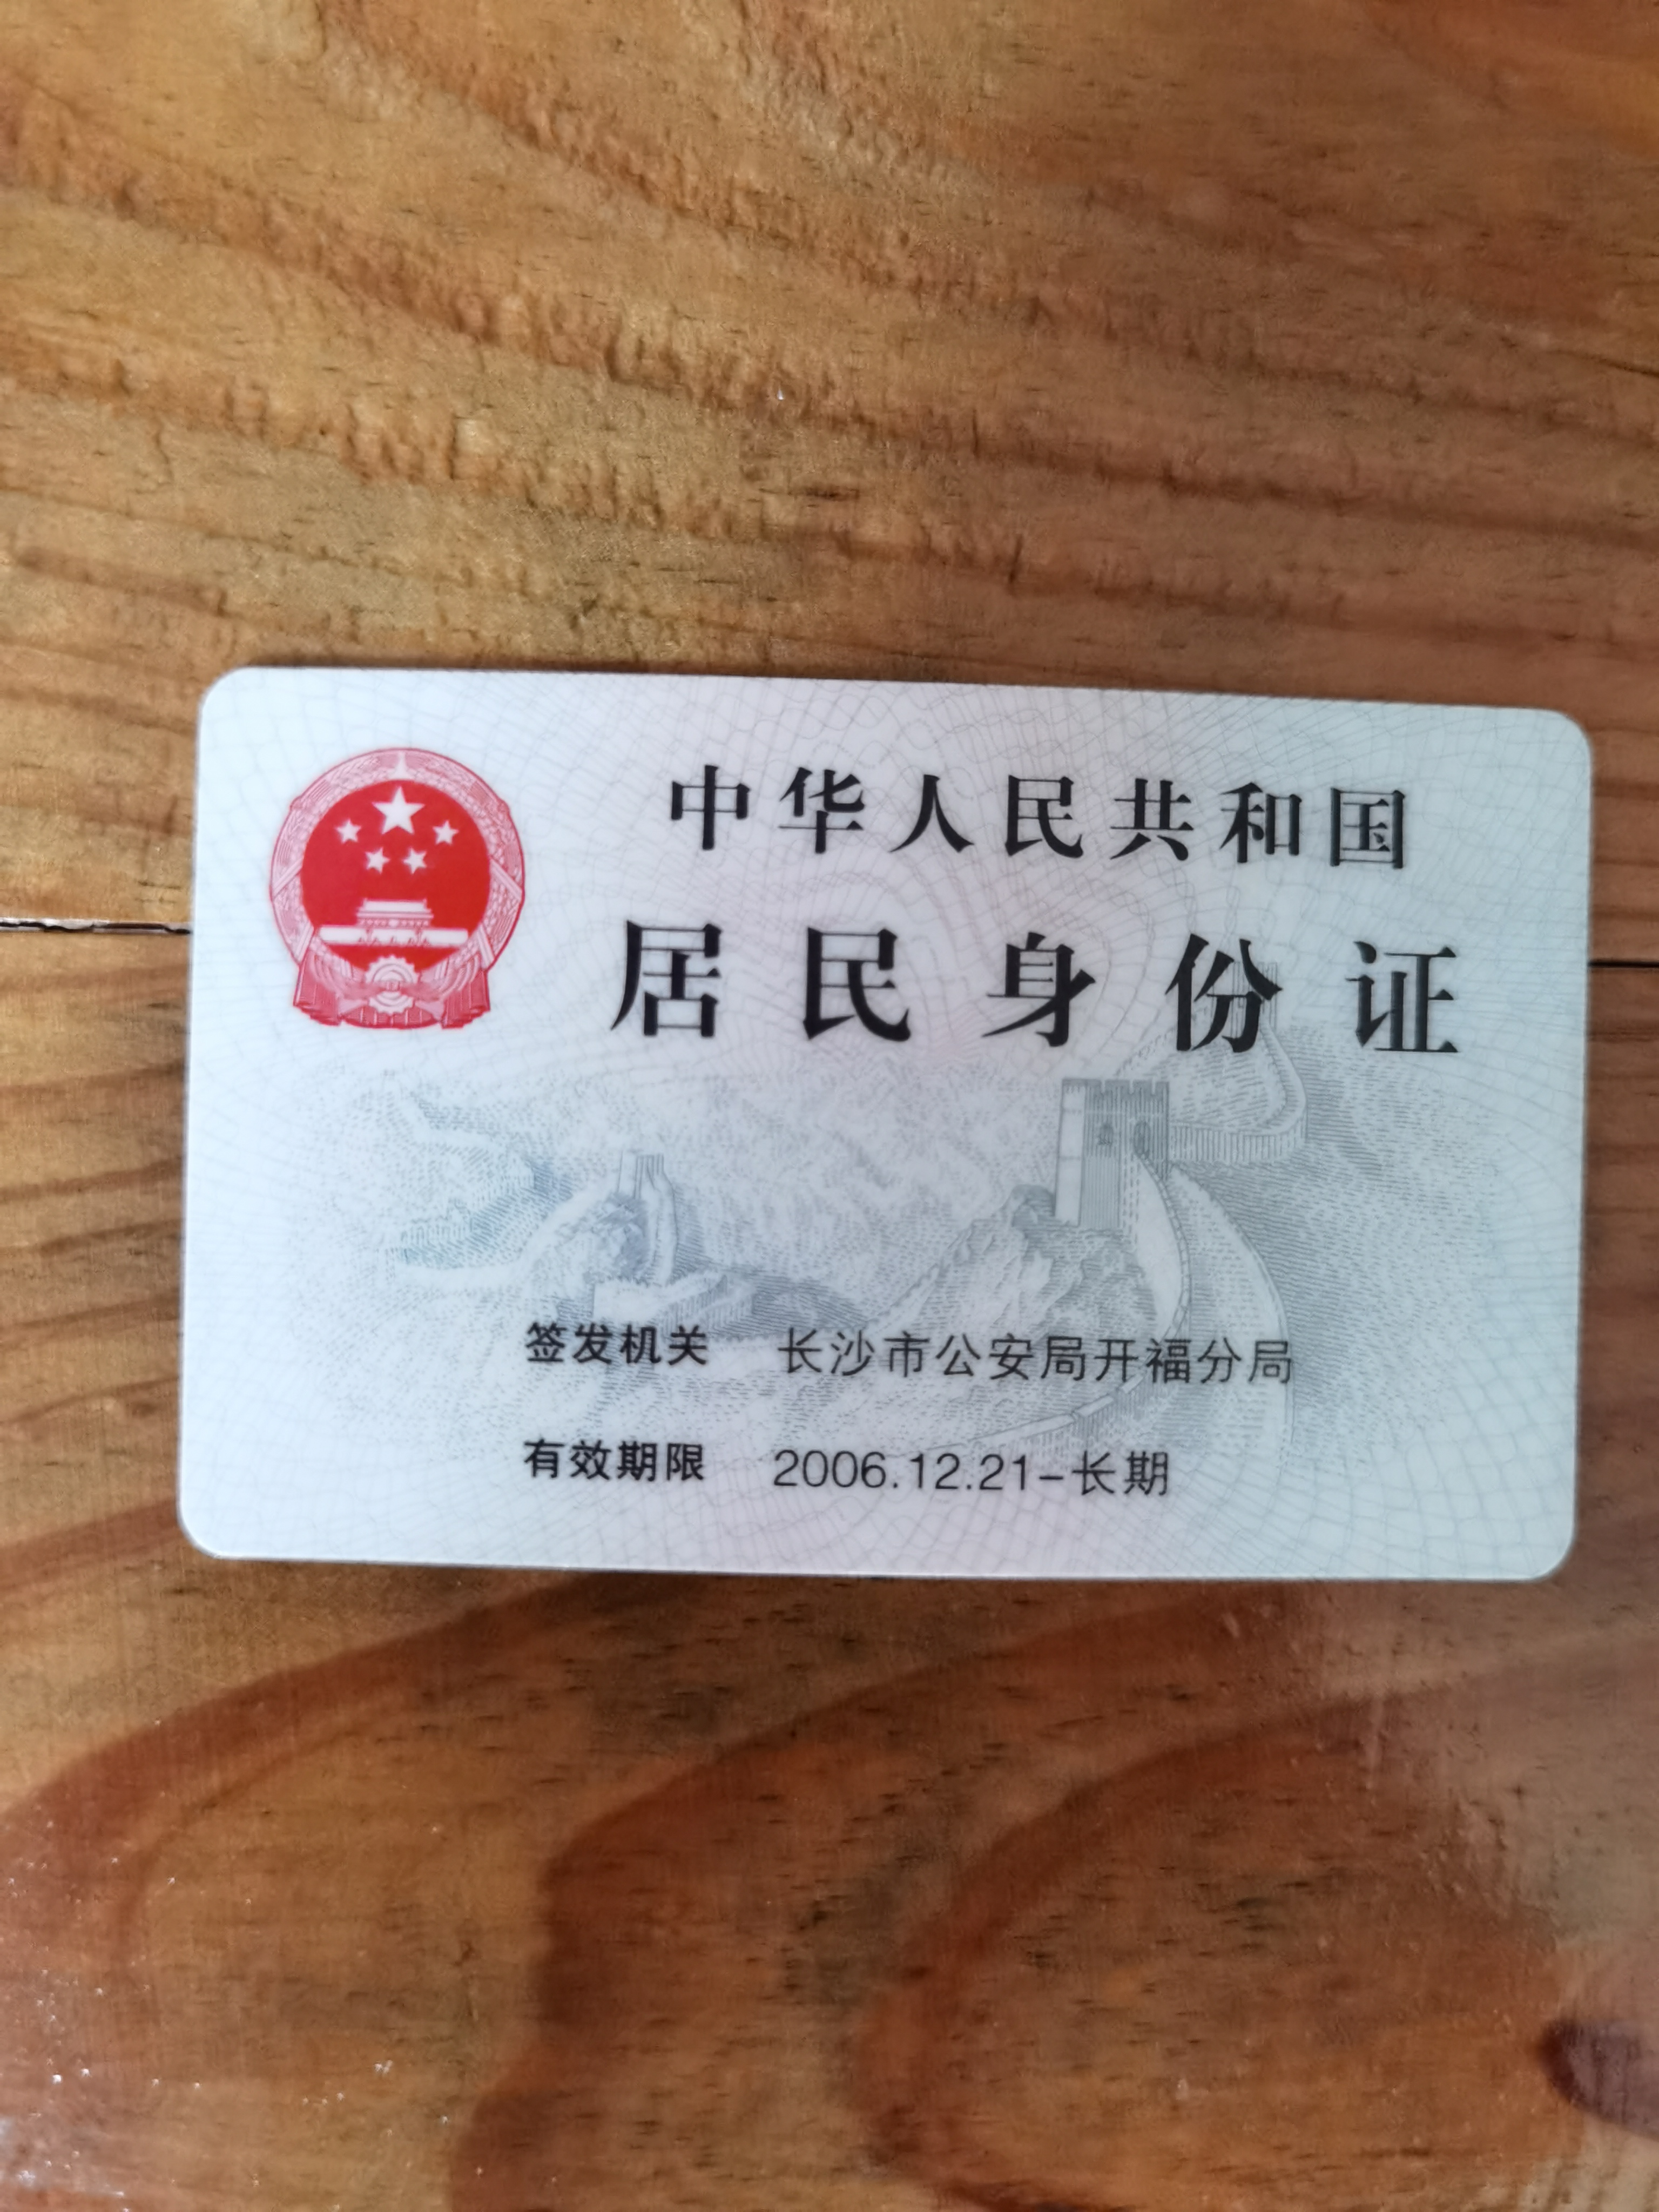 中华人民共和国
居民身份证
签发机关 长沙市公安局开福分局
有效期限 2006.12.21-长期